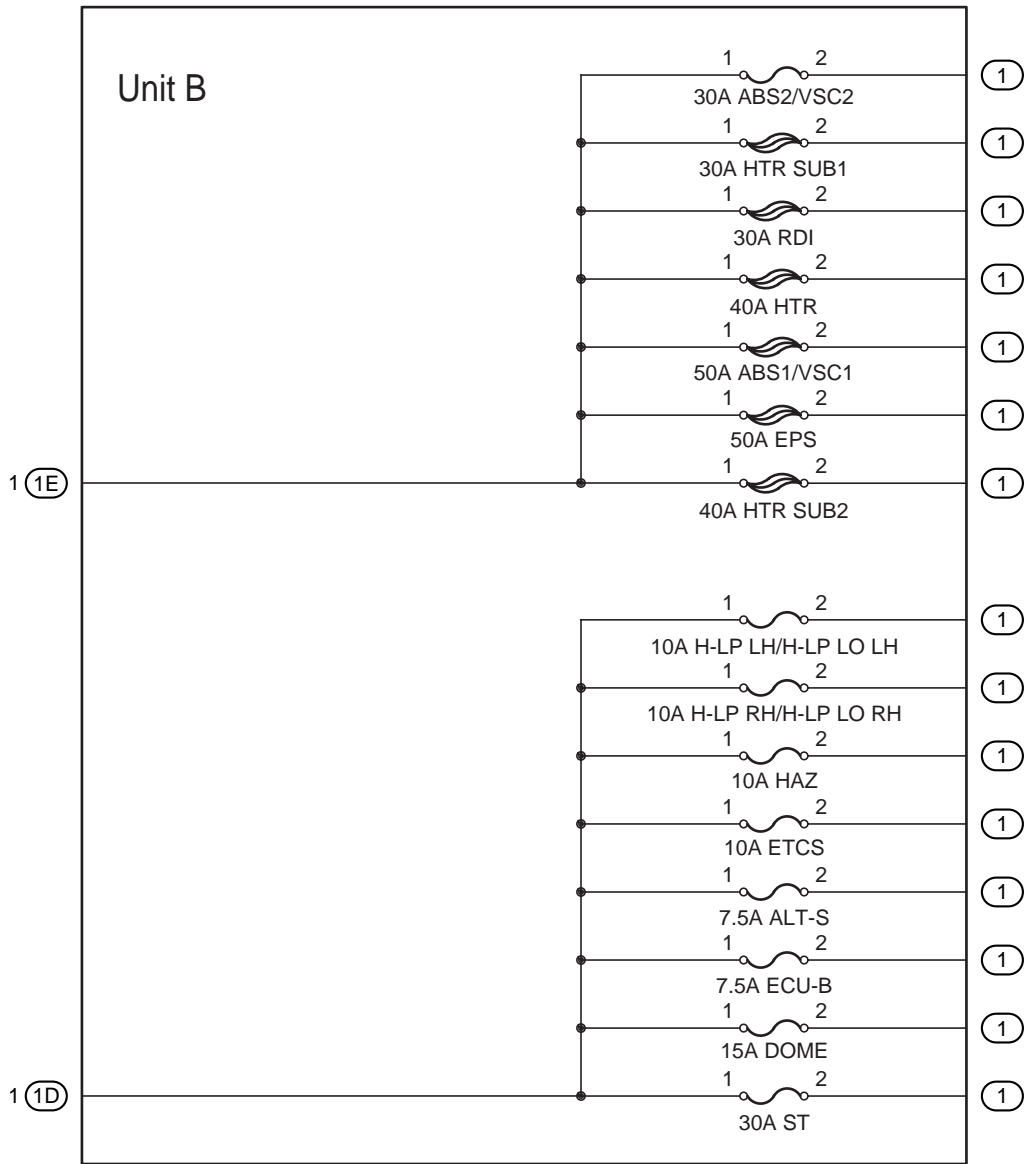 Unit B
1 2 1
30A ABS2/VSC2
1 2 1
30A HTR SUB1
1 2 1
30A RDI
1 2 1
40A HTR
1 2 1
50A ABS1/VSC1
1 2 1
50A EPS
1 1E 1 2 1
40A HTR SUB2
1 2 1
10A H-LP LH/H-LP LO LH
1 2 1
10A H-LP RH/H-LP LO RH
1 2 1
10A HAZ
1 2 1
10A ETCS
1 2 1
7.5A ALT-S
1 2 1
7.5A ECU-B
1 2 1
15A DOME
1 1D 1 2 1
30A ST